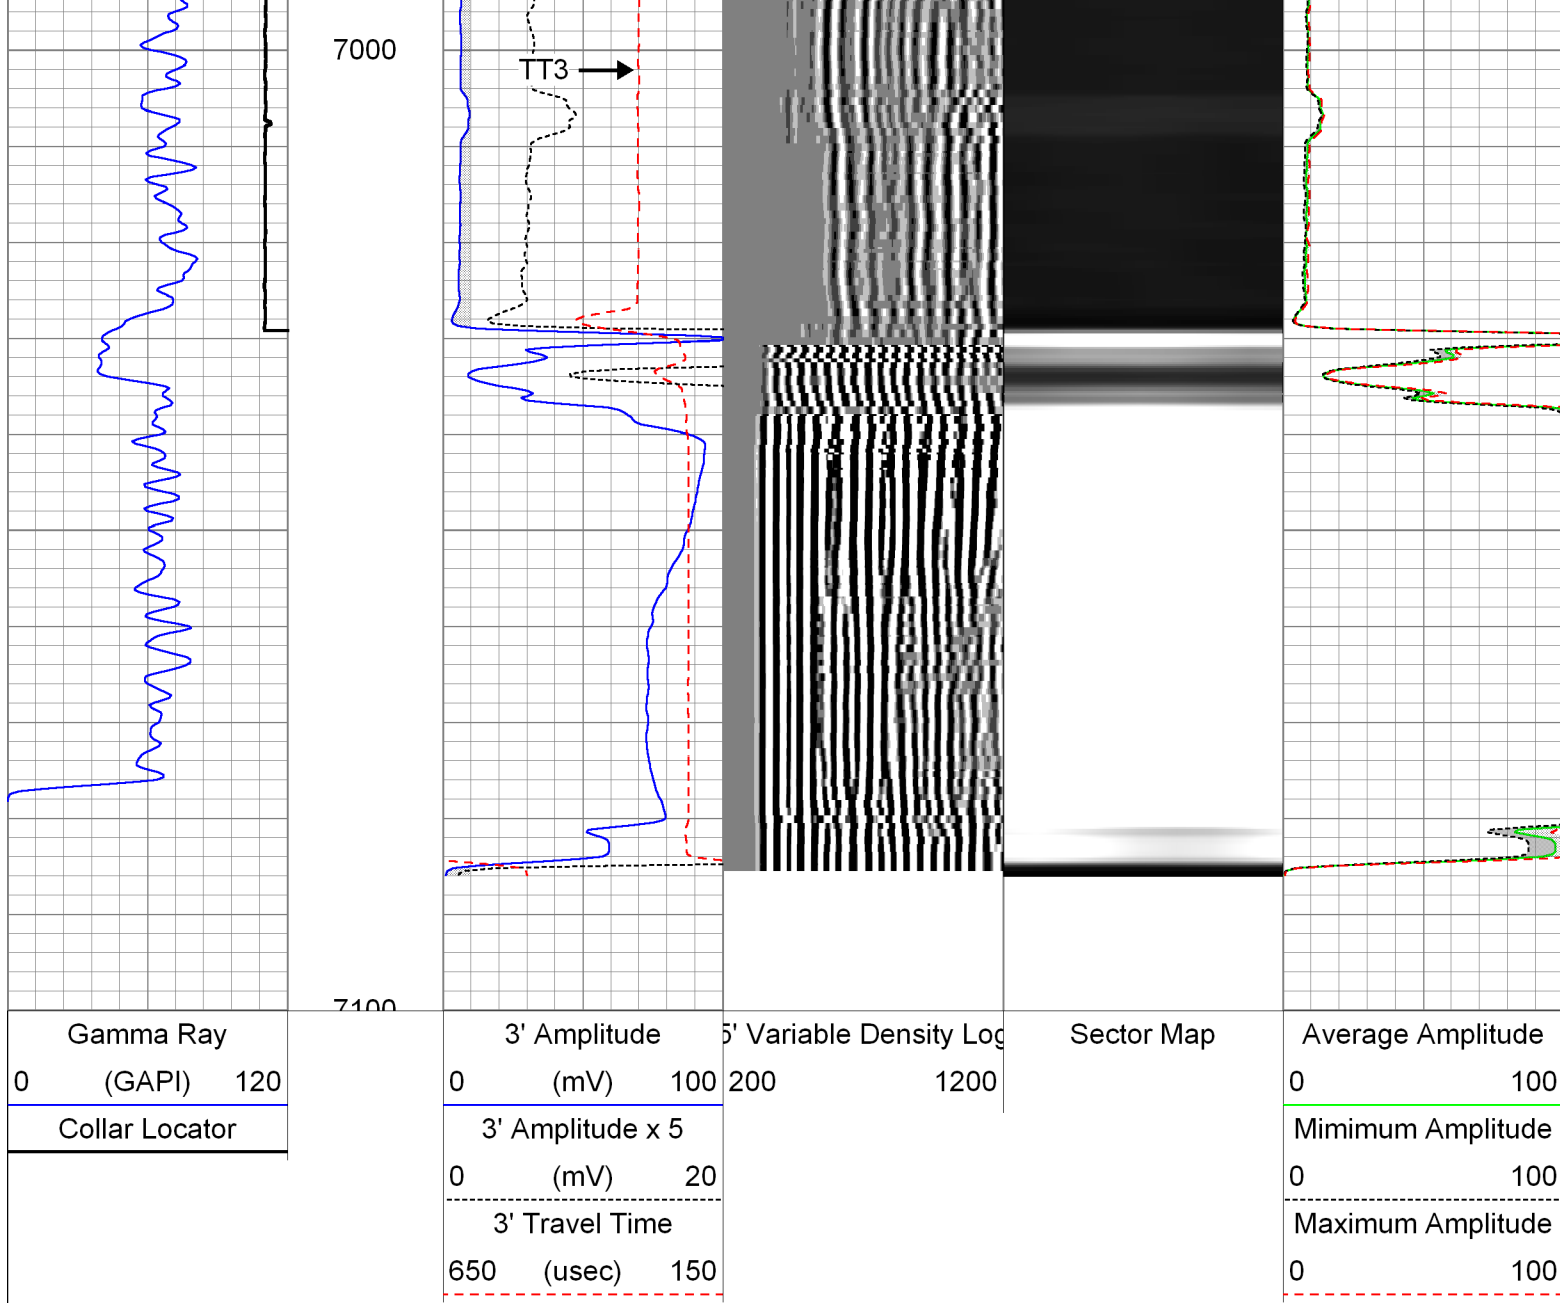 7000
TT3
7100
Gamma Ray
0 (GAPI) 120
Collar Locator
3' Amplitude
0 (mV) 100
3' Amplitude x 5
0 (mV) 20
3' Travel Time
650 (usec) 150
5' Variable Density Log
200 1200
Sector Map
Average Amplitude
0 100
Mimimum Amplitude
0 100
Maximum Amplitude
0 100